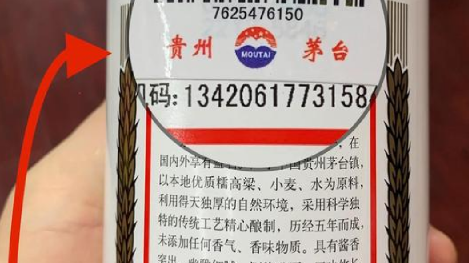 7625476150
贵州 MOUTAI 茅台
码:1342061773158
在
国内外享有
贵州茅台镇,
以本地优质糯高粱、小麦、水为原料,
利用得天独厚的自然环境,采用科学独
特的传统工艺精心酿制,历经五年而成,
未添加任何香气、香味物质。具有酱香
突出、